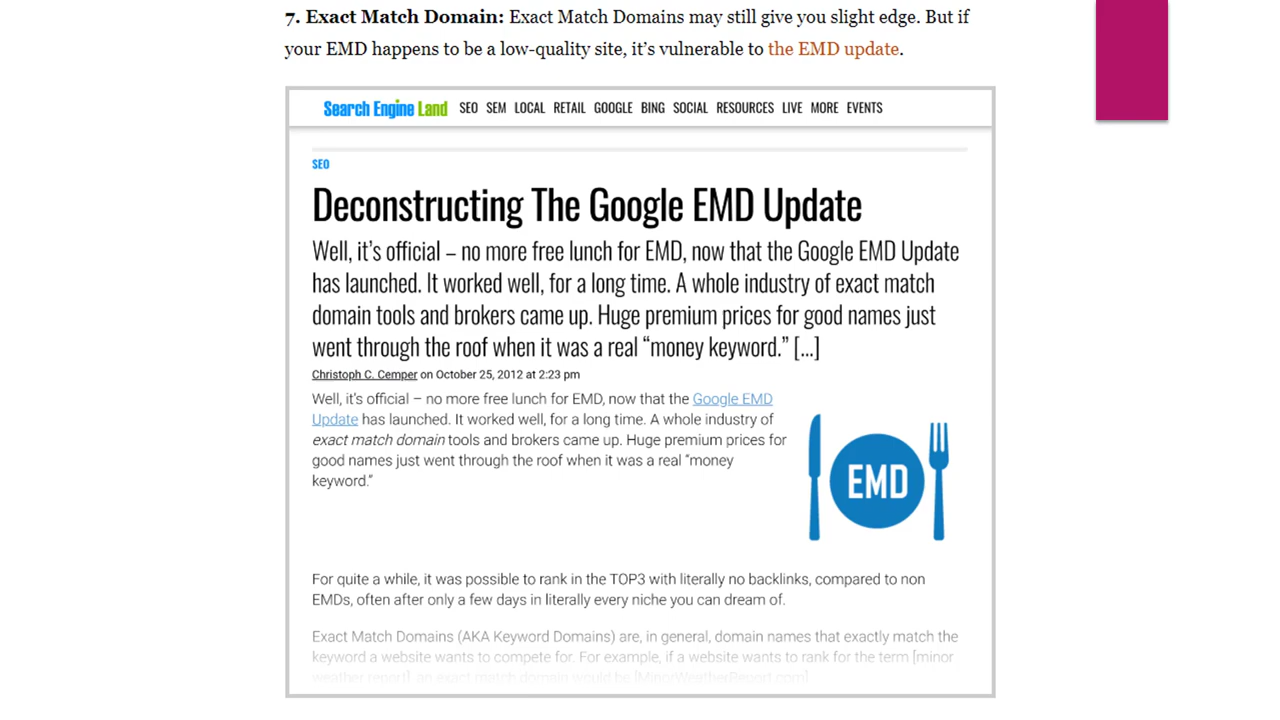 7. Exact Match Domain: Exact Match Domains may still give you slight edge. But if
your EMD happens to be a low-quality site, it’s vulnerable to the EMD update.
Search Engine Land SEO SEM LOCAL RETAIL GOOGLE BING SOCIAL RESOURCES LIVE MORE EVENTS
SEO
Deconstructing The Google EMD Update
Well, it’s official – no more free lunch for EMD, now that the Google EMD Update
has launched. It worked well, for a long time. A whole industry of exact match
domain tools and brokers came up. Huge premium prices for good names just
went through the roof when it was a real “money keyword.” [...]
Christoph C. Cemper on October 25, 2012 at 2:23 pm
Well, it’s official – no more free lunch for EMD, now that the Google EMD
Update has launched. It worked well, for a long time. A whole industry of
exact match domain tools and brokers came up. Huge premium prices for
good names just went through the roof when it was a real “money
keyword.”
EMD
For quite a while, it was possible to rank in the TOP3 with literally no backlinks, compared to non
EMDs, often after only a few days in literally every niche you can dream of.
Exact Match Domains (AKA Keyword Domains) are, in general, domain names that exactly match the
keyword a website wants to compete for. For example, if a website wants to rank for the term [minor
weather report], an exact match domain would be [MinorWeatherReport.com]